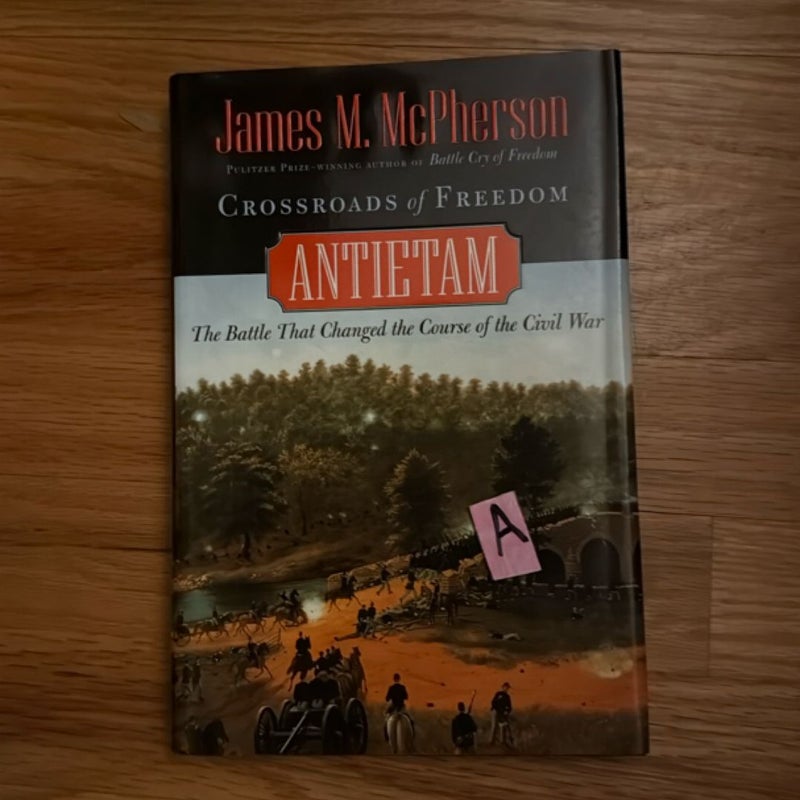 James M. McPherson
Pulitzer Prize–winning author of Battle Cry of Freedom
Crossroads of Freedom
ANTIETAM
The Battle That Changed the Course of the Civil War
A